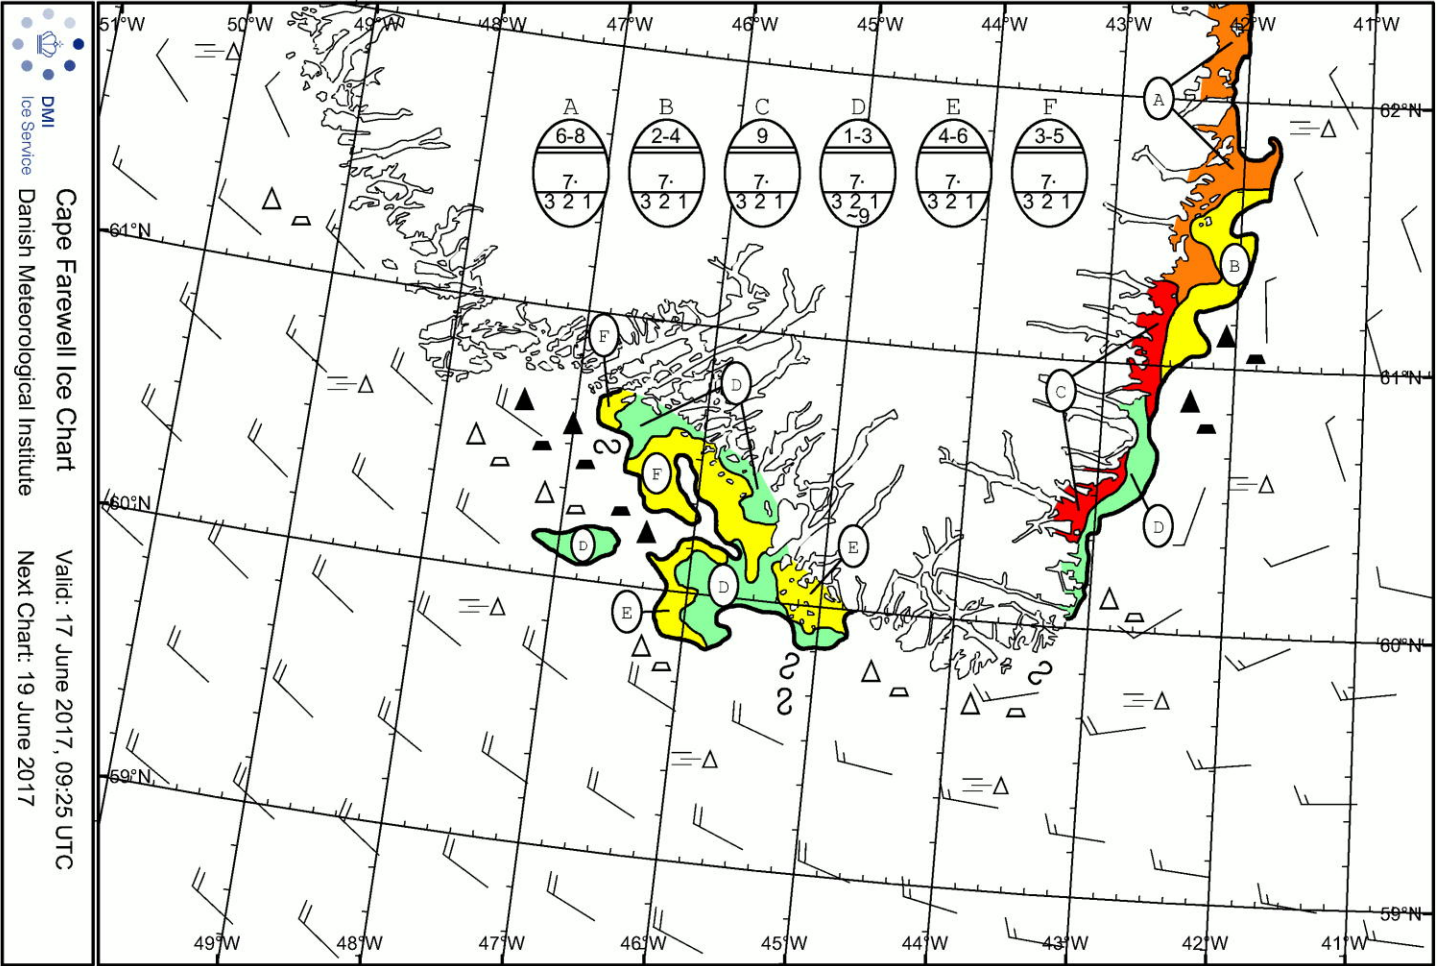 DMI
Ice Service
Cape Farewell Ice Chart
Danish Meteorological Institute
Valid: 17 June 2017, 09:25 UTC
Next Chart: 19 June 2017
51°W 50°W 49°W 48°W 47°W 46°W 45°W 44°W 43°W 42°W 41°W
A B C D E F
6-8 2-4 9 1-3 4-6 3-5
7· 7· 7· 7· 7· 7·
3 2 1 3 2 1 3 2 1 3 2 1 3 2 1 3 2 1
~9
A
62°N
61°N
B
F
D
C
61°N
F
60°N
D
D
E
D
E
60°N
59°N
59°N
49°W 48°W 47°W 46°W 45°W 44°W 43°W 42°W 41°W